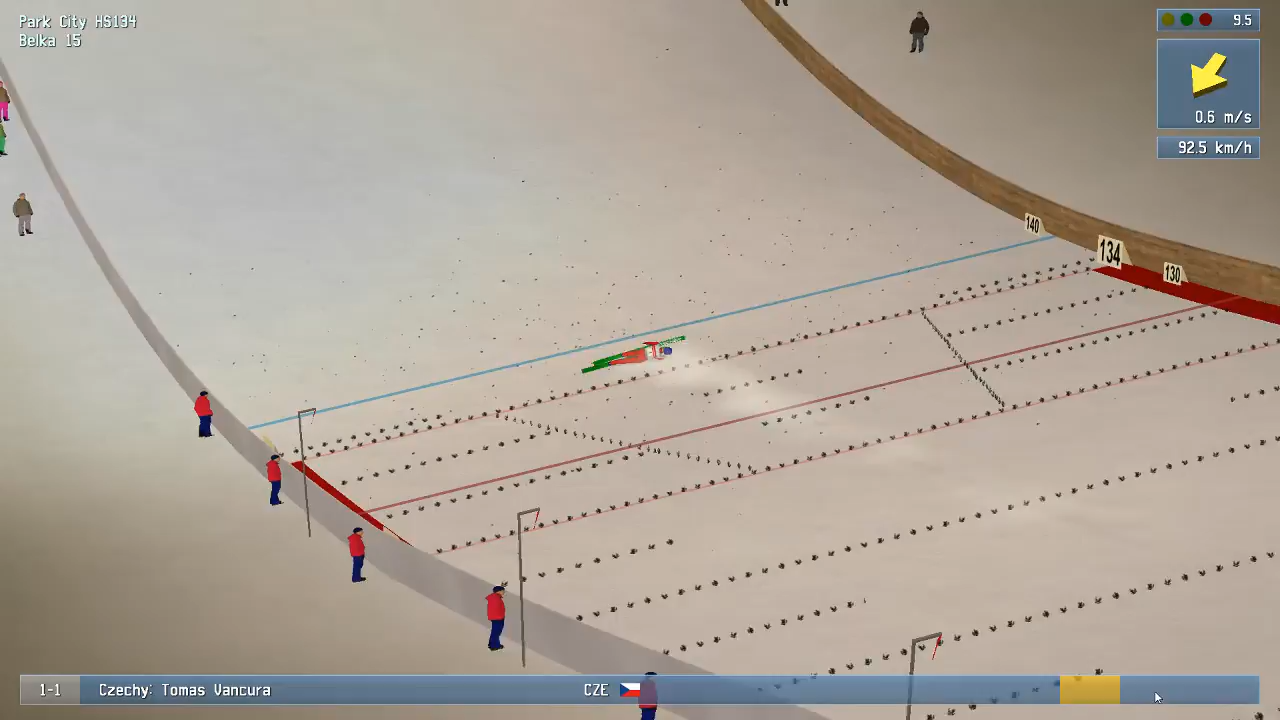 Park City HS134
Belka 15
9.5
0.6 m/s
92.5 km/h
140
134
130
1-1 Czechy: Tomas Vancura CZE